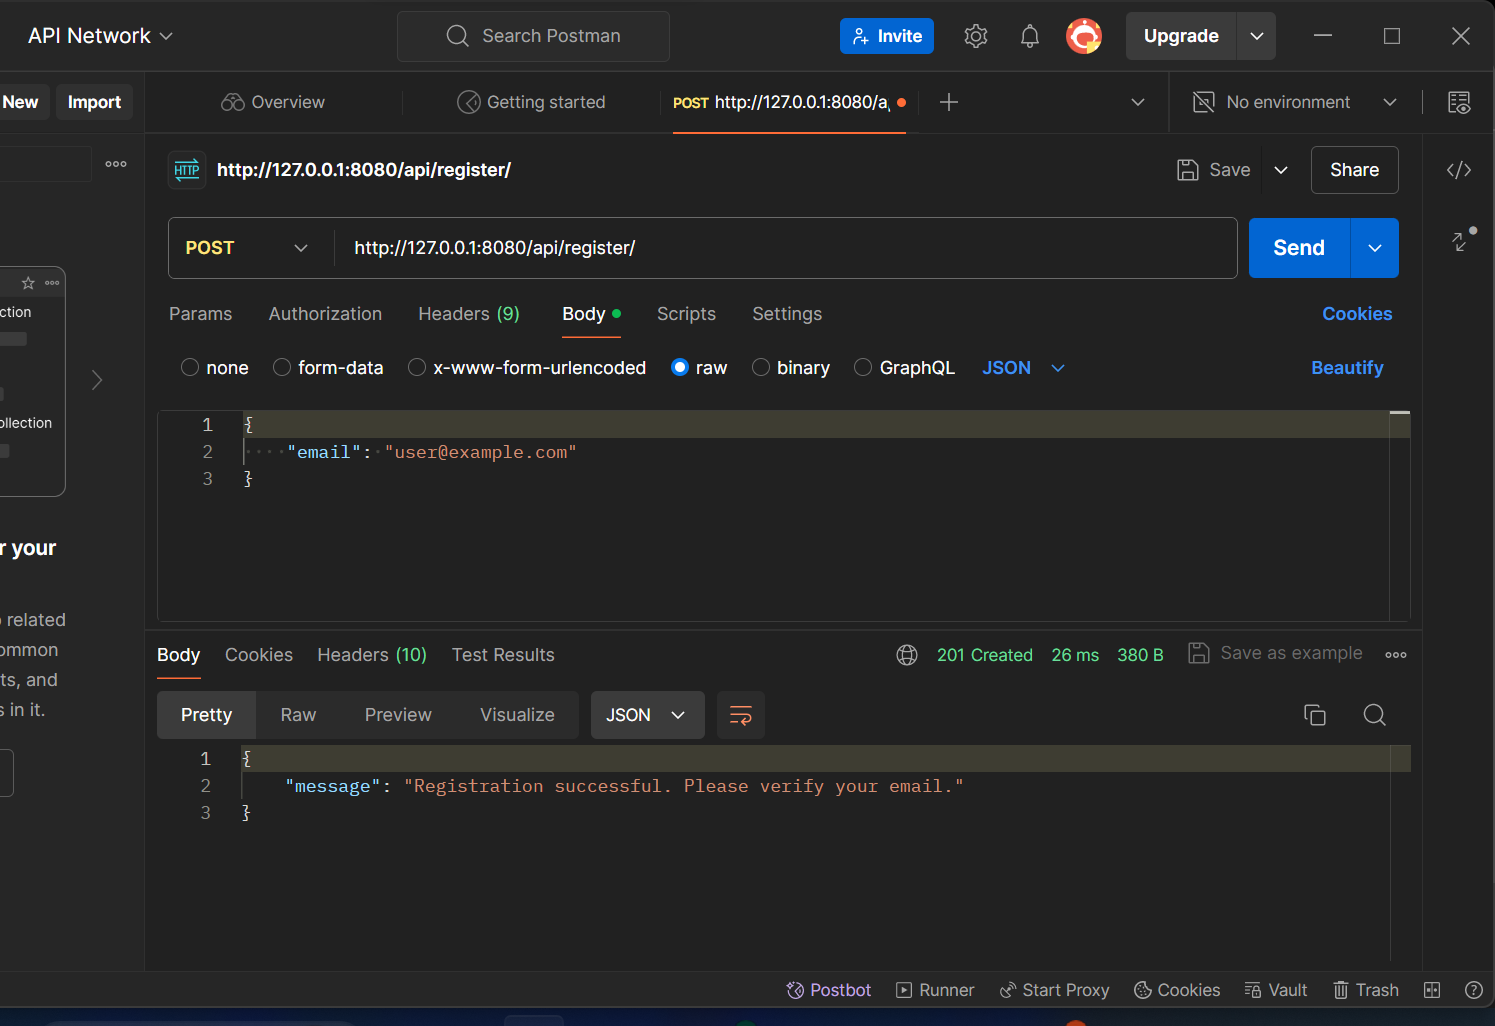 API Network
Search Postman
Invite
Upgrade
New
Import
Overview
Getting started
POST http://127.0.0.1:8080/a
No environment
HTTP
http://127.0.0.1:8080/api/register/
Save
Share
POST
http://127.0.0.1:8080/api/register/
Send
Params
Authorization
Headers (9)
Body
Scripts
Settings
Cookies
none
form-data
x-www-form-urlencoded
raw
binary
GraphQL
JSON
Beautify
1 {
2 "email": "user@example.com"
3 }
ction
ollection
r your
related
ommon
ts, and
s in it.
Body
Cookies
Headers (10)
Test Results
201 Created
26 ms
380 B
Save as example
Pretty
Raw
Preview
Visualize
JSON
1 {
2 "message": "Registration successful. Please verify your email."
3 }
Postbot
Runner
Start Proxy
Cookies
Vault
Trash